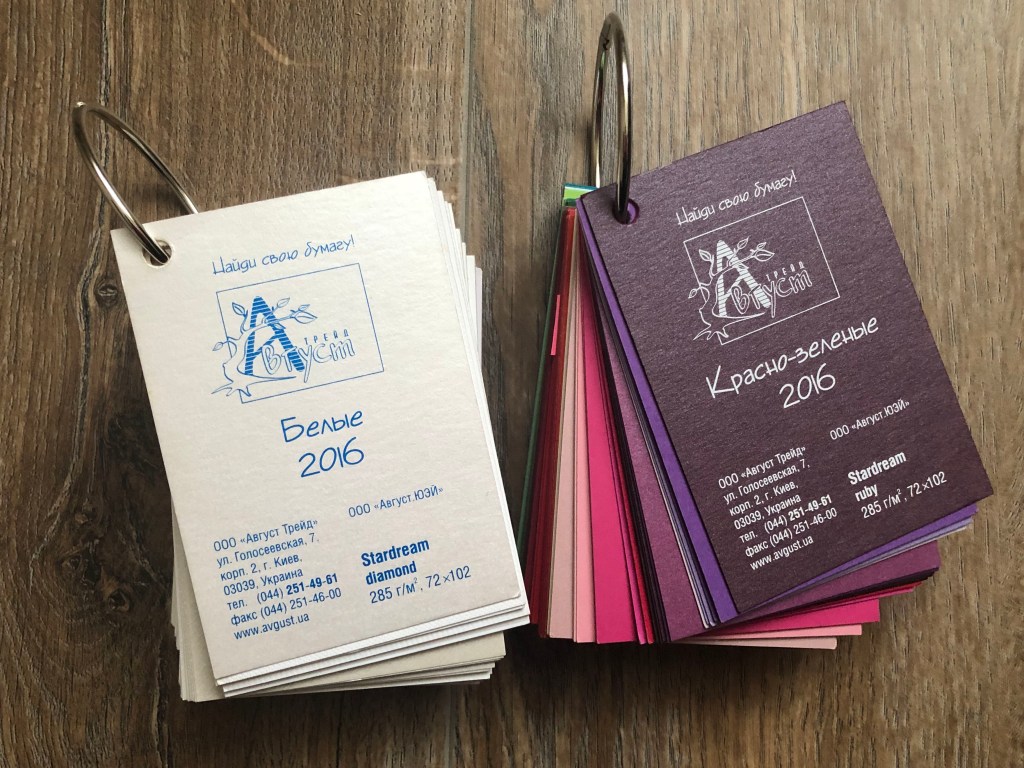 Найди свою бумагу!
Август
ТРЕЙД
Белые
2016
ООО «Август Трейд»
ул. Голосеевская, 7,
корп. 2, г. Киев,
03039, Украина
тел. (044) 251-49-61
факс (044) 251-46-00
www.avgust.ua
ООО «Август.ЮЭЙ»
Stardream
diamond
285 г/м², 72×102
Найди свою бумагу!
Август
ТРЕЙД
Красно-зеленые
2016
ООО «Август Трейд»
ул. Голосеевская, 7,
корп. 2, г. Киев,
03039, Украина
тел. (044) 251-49-61
факс (044) 251-46-00
www.avgust.ua
ООО «Август.ЮЭЙ»
Stardream
ruby
285 г/м², 72×102